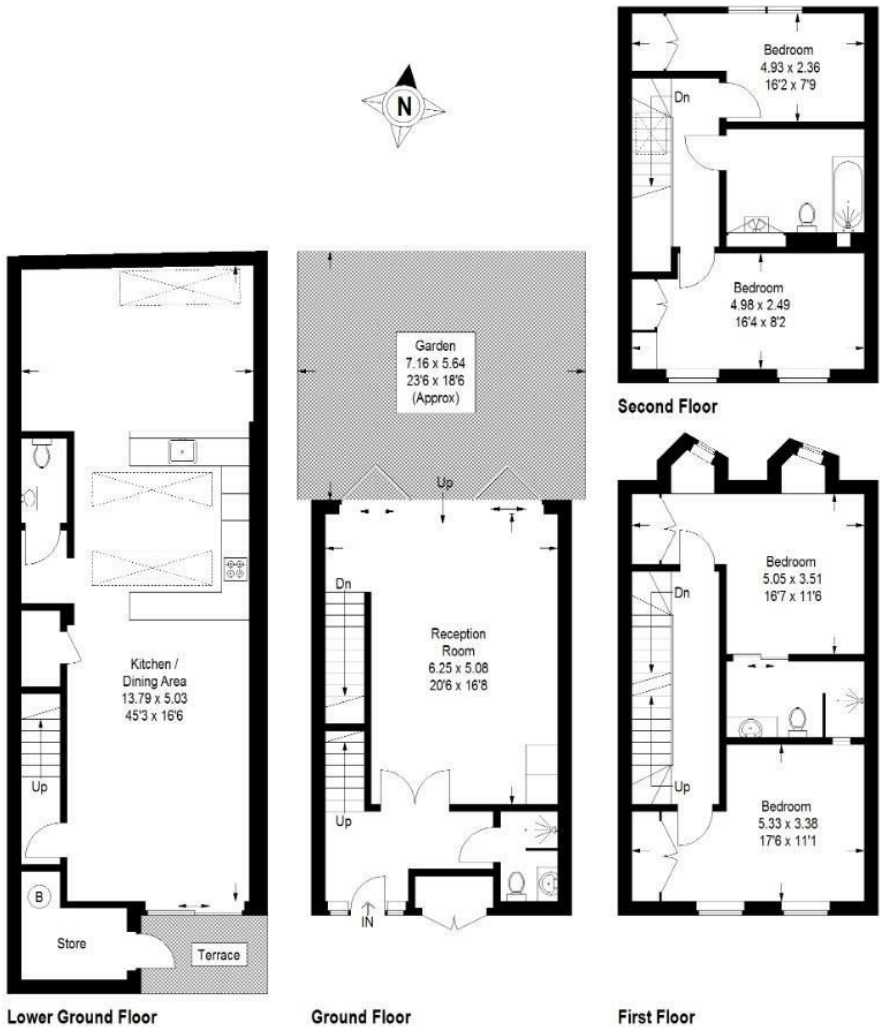 N
Bedroom
4.93 x 2.36
16'2 x 7'9
Dn
Bedroom
4.98 x 2.49
16'4 x 8'2
Second Floor
Kitchen /
Dining Area
13.79 x 5.03
45'3 x 16'6
Up
B
Store
Terrace
Lower Ground Floor
Garden
7.16 x 5.64
23'6 x 18'6
(Approx)
Up
Dn
Reception
Room
6.25 x 5.08
20'6 x 16'8
Up
IN
Ground Floor
Bedroom
5.05 x 3.51
16'7 x 11'6
Dn
Up
Bedroom
5.33 x 3.38
17'6 x 11'1
First Floor